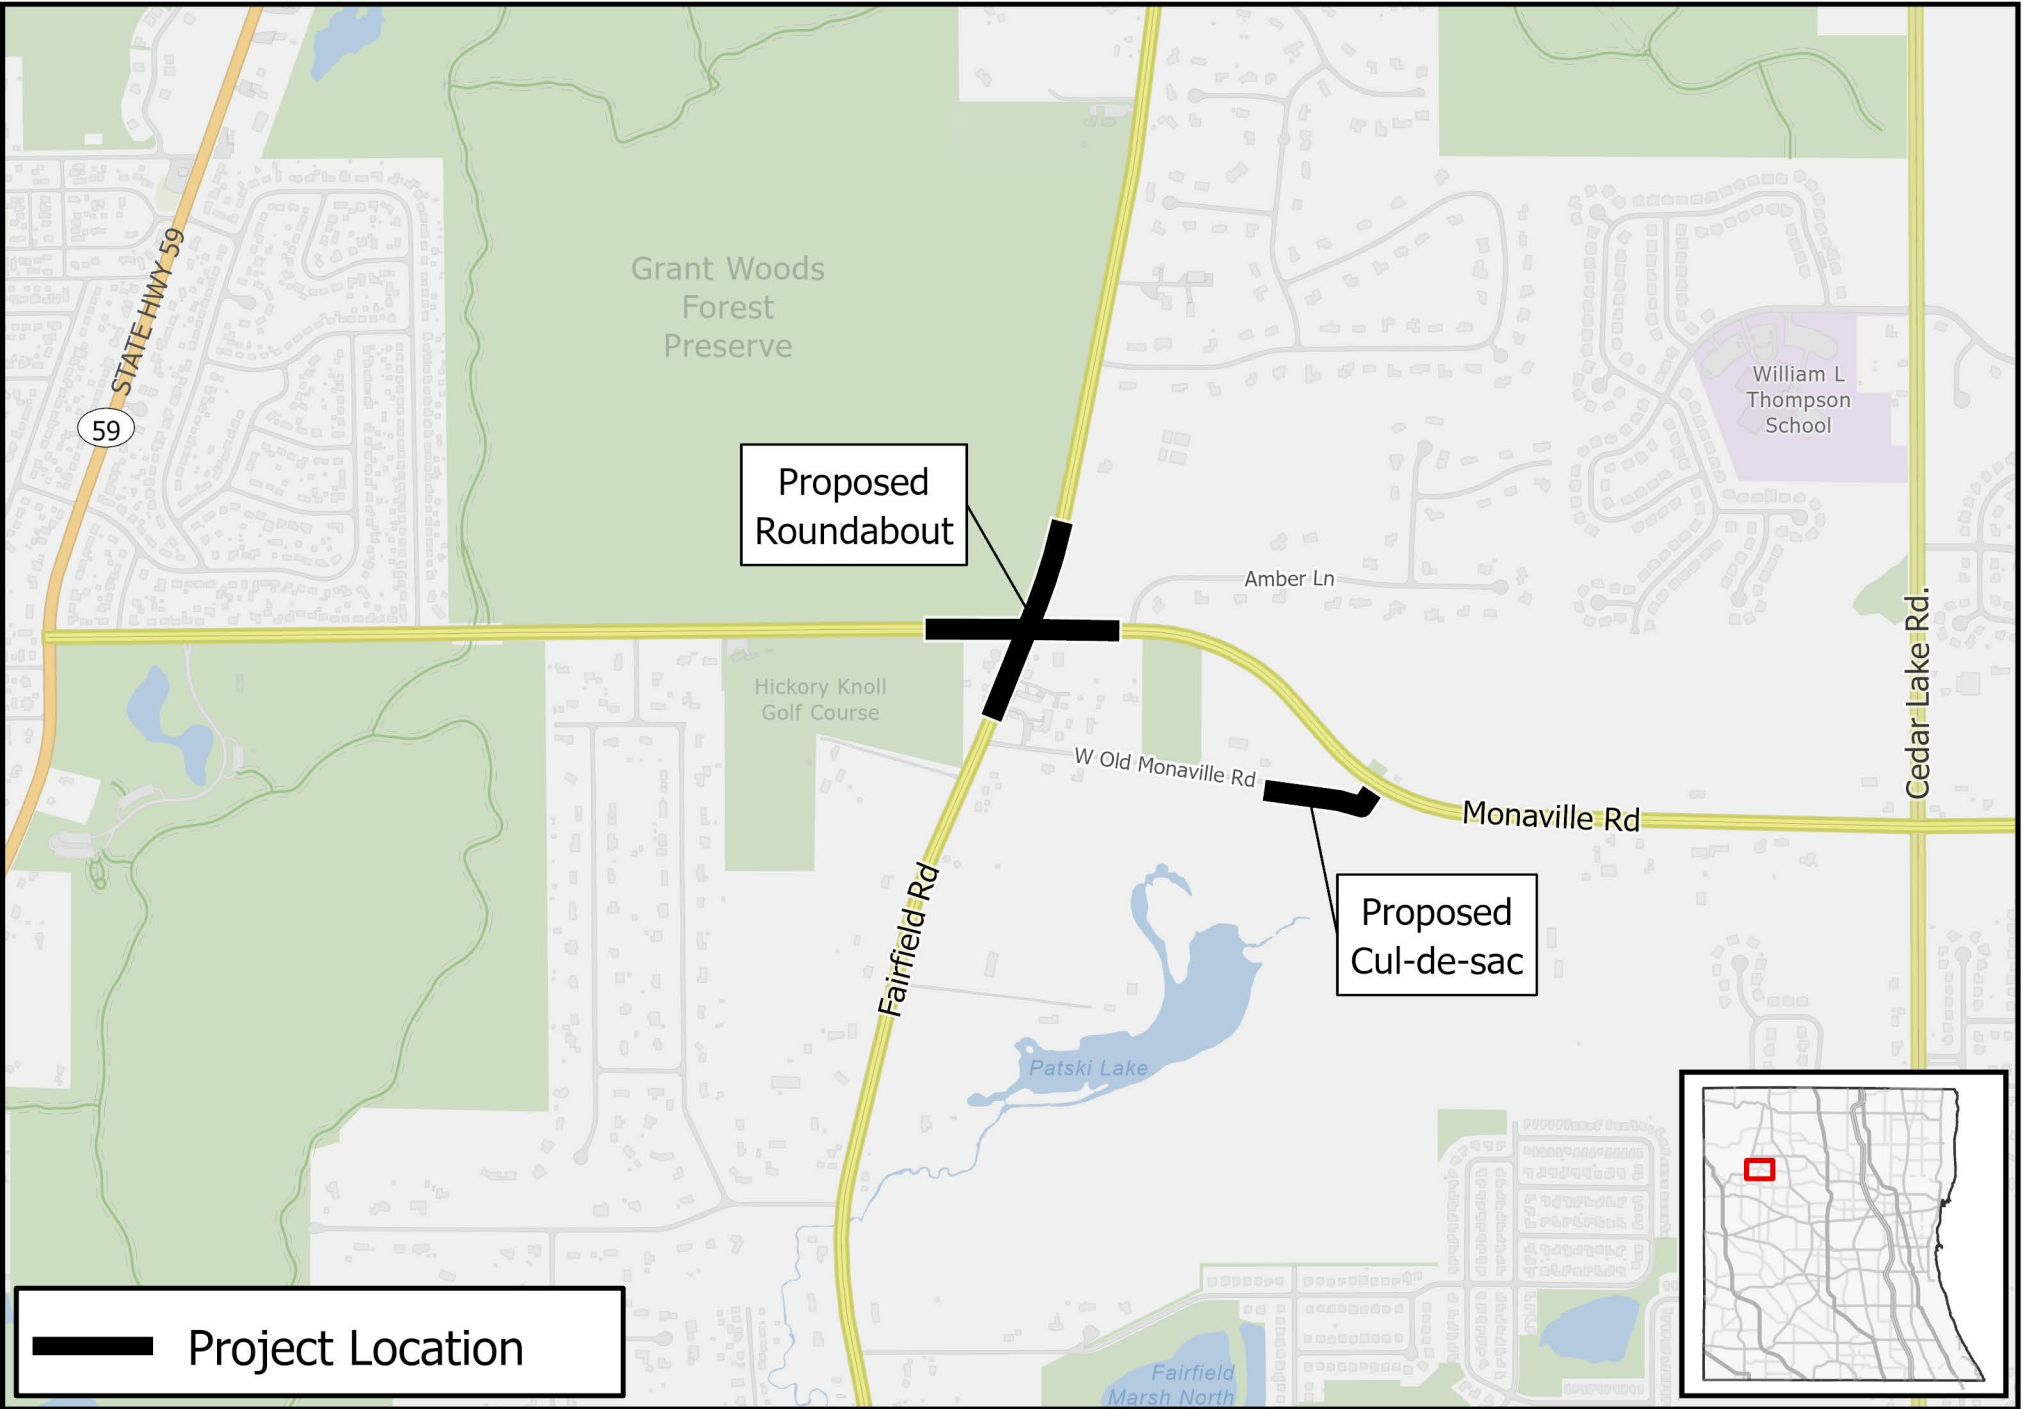 STATE HWY 59
59
Grant Woods
Forest
Preserve
William L
Thompson
School
Proposed
Roundabout
Amber Ln
Cedar Lake Rd.
Hickory Knoll
Golf Course
W Old Monaville Rd
Monaville Rd
Fairfield Rd
Proposed
Cul-de-sac
Patski Lake
Project Location
Fairfield
Marsh North